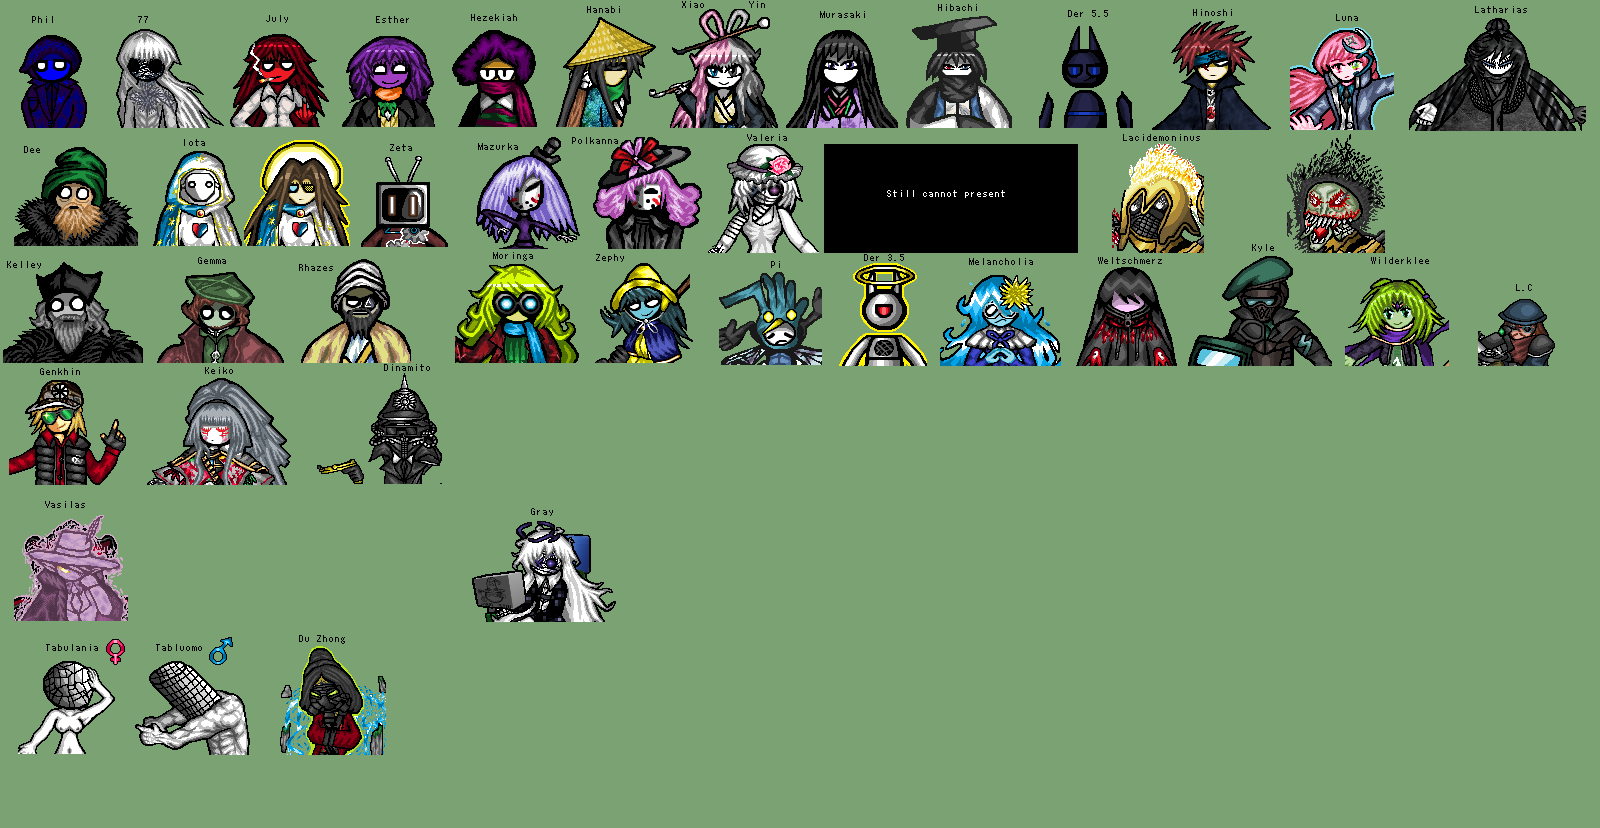 Phil
77
July
Esther
Hezekiah
Hanabi
Xiao
Yin
Murasaki
Hibachi
Der 5.5
Hinoshi
Luna
Latharias
Dee
Iota
Zeta
Mazurka
Polkanna
Valeria
Still cannot present
Lacidemoninus
Kelley
Gemma
Rhazes
Moringa
Zephy
Pi
Der 3.5
Melancholia
Weltschmerz
Kyle
Wilderklee
L.C
Genkhin
Keiko
Dinamito
Vasilas
Gray
Tabulania
Tabluomo
Du Zhong